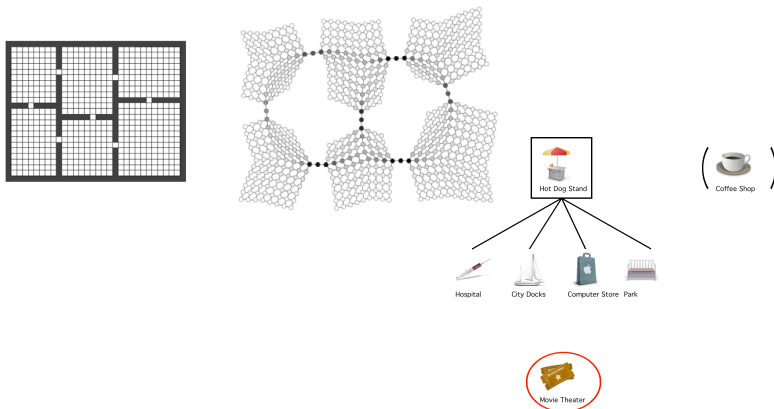 Hot Dog Stand
Coffee Shop
Hospital
City Docks
Computer Store
Park
Movie Theater